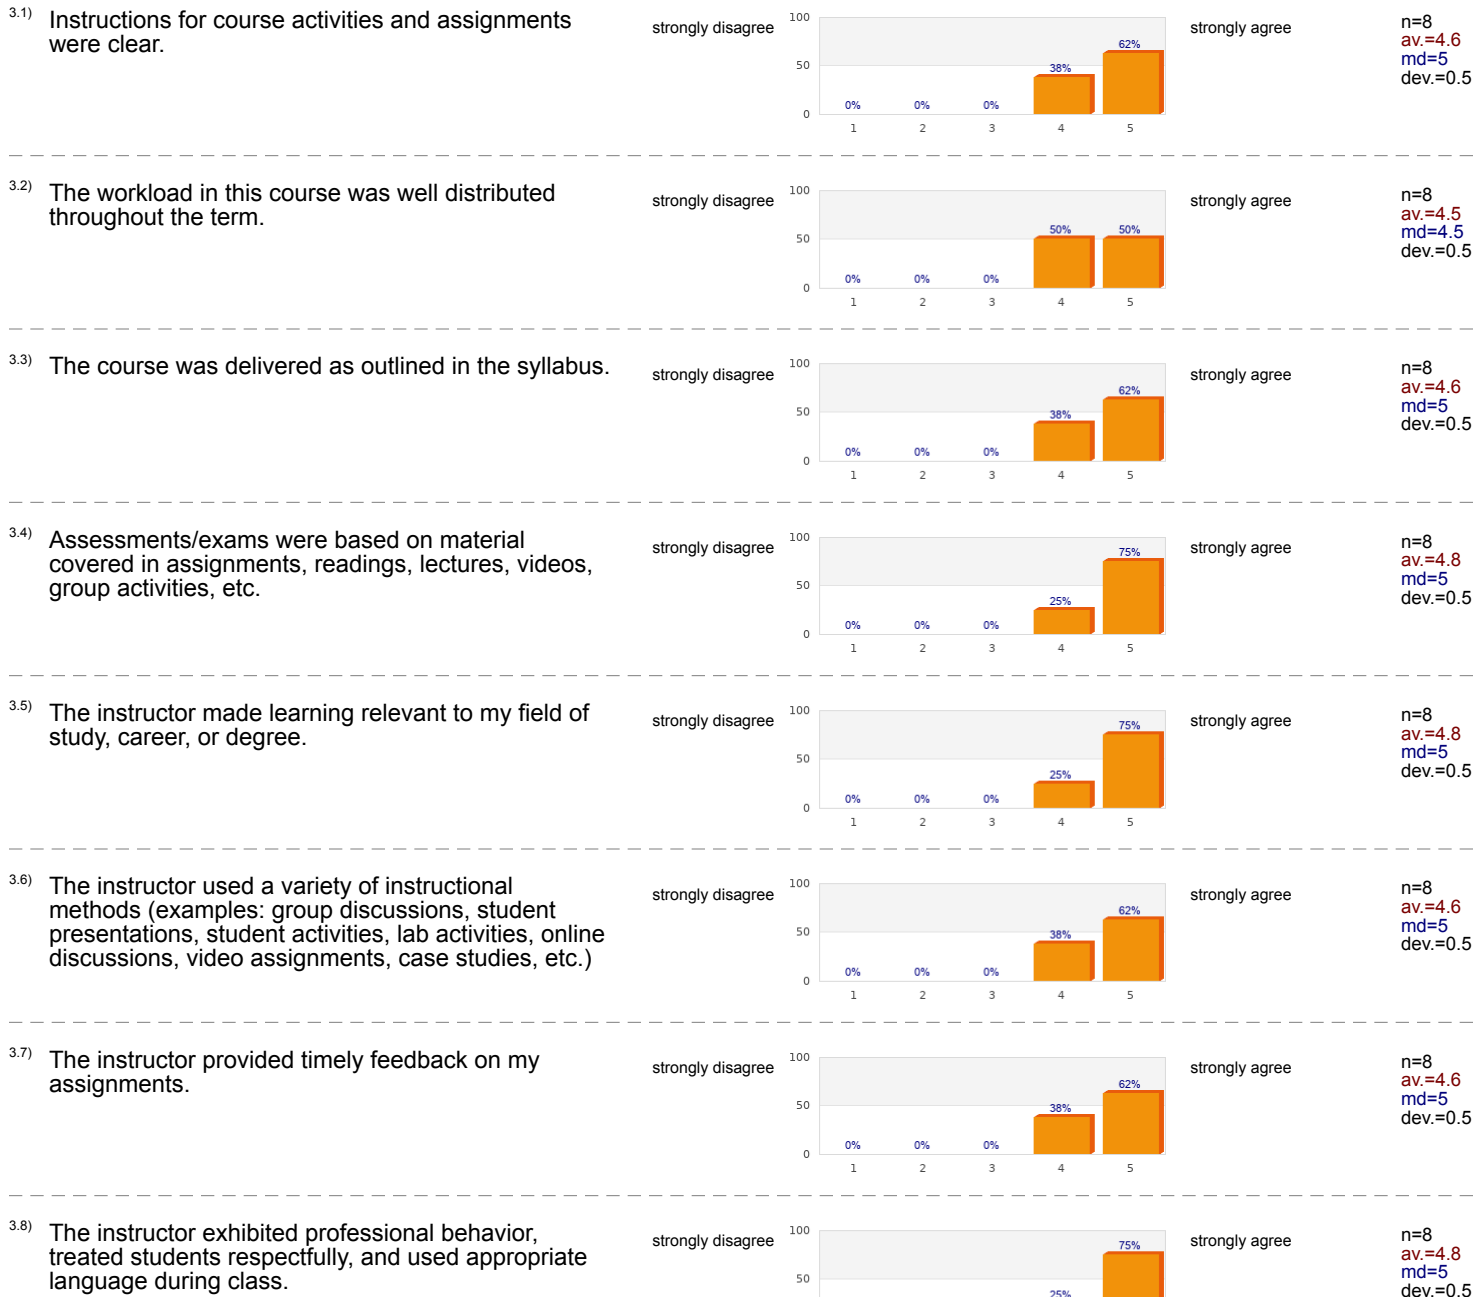 3.1) Instructions for course activities and assignments
were clear.
strongly disagree
100
50
0
0%
0%
0%
38%
62%
1 2 3 4 5
strongly agree
n=8
av.=4.6
md=5
dev.=0.5
3.2) The workload in this course was well distributed
throughout the term.
strongly disagree
100
50
0
0%
0%
0%
50%
50%
1 2 3 4 5
strongly agree
n=8
av.=4.5
md=4.5
dev.=0.5
3.3) The course was delivered as outlined in the syllabus.
strongly disagree
100
50
0
0%
0%
0%
38%
62%
1 2 3 4 5
strongly agree
n=8
av.=4.6
md=5
dev.=0.5
3.4) Assessments/exams were based on material
covered in assignments, readings, lectures, videos,
group activities, etc.
strongly disagree
100
50
0
0%
0%
0%
25%
75%
1 2 3 4 5
strongly agree
n=8
av.=4.8
md=5
dev.=0.5
3.5) The instructor made learning relevant to my field of
study, career, or degree.
strongly disagree
100
50
0
0%
0%
0%
25%
75%
1 2 3 4 5
strongly agree
n=8
av.=4.8
md=5
dev.=0.5
3.6) The instructor used a variety of instructional
methods (examples: group discussions, student
presentations, student activities, lab activities, online
discussions, video assignments, case studies, etc.)
strongly disagree
100
50
0
0%
0%
0%
38%
62%
1 2 3 4 5
strongly agree
n=8
av.=4.6
md=5
dev.=0.5
3.7) The instructor provided timely feedback on my
assignments.
strongly disagree
100
50
0
0%
0%
0%
38%
62%
1 2 3 4 5
strongly agree
n=8
av.=4.6
md=5
dev.=0.5
3.8) The instructor exhibited professional behavior,
treated students respectfully, and used appropriate
language during class.
strongly disagree
100
50
25%
75%
strongly agree
n=8
av.=4.8
md=5
dev.=0.5